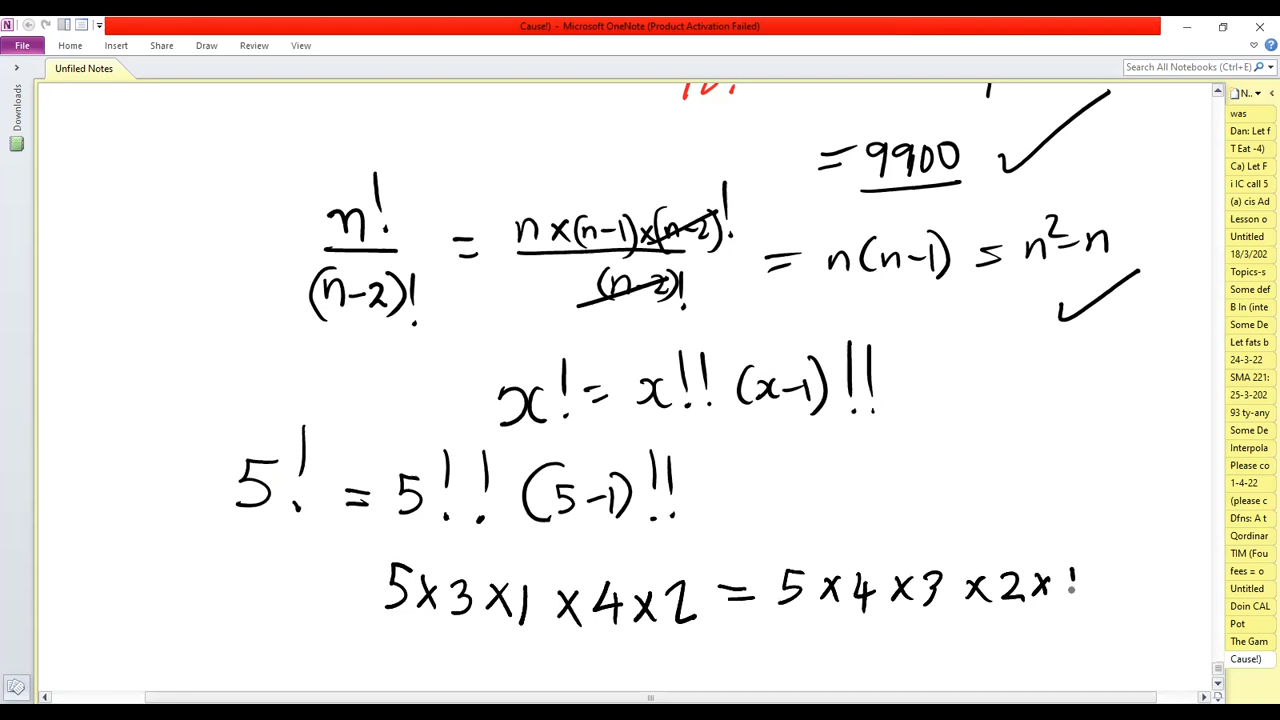 Cause!) - Microsoft OneNote (Product Activation Failed)
File Home Insert Share Draw Review View
Unfiled Notes
Search All Notebooks (Ctrl+E)
Downloads
N..
was
Dan: Let f
T Eat -4)
Ca) Let F
i IC call 5
(a) cis Ad
Lesson o
Untitled
18/3/202
Topics-s
Some def
B In (inte
Some De
Let fats b
24-3-22
SMA 221:
25-3-202
93 ty-any
Some De
Interpola
Please co
1-4-22
(please c
Dfns: A t
Qordinar
TIM (Fou
fees = o
Untitled
Doin CAL
Pot
The Gam
Cause!)
= 9900
n!/(n-2)! = n×(n-1)×(n-2)!/(n-2)! = n(n-1) = n²-n
x! = x!! (x-1)!!
5! = 5!! (5-1)!!
5×3×1×4×2 = 5×4×3×2×